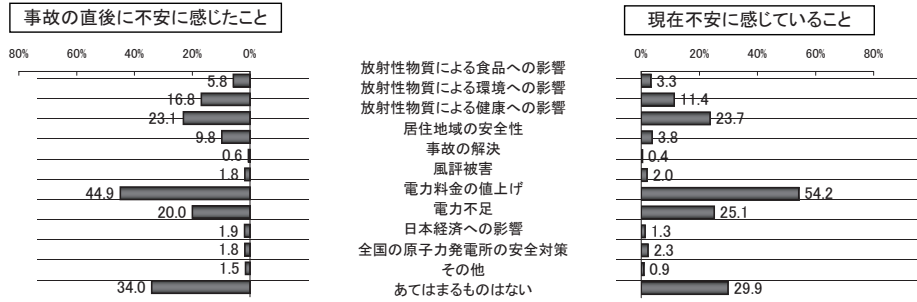 事故の直後に不安に感じたこと
現在不安に感じていること
80% 60% 40% 20% 0%
0% 20% 40% 60% 80%
5.8 放射性物質による食品への影響 3.3
16.8 放射性物質による環境への影響 11.4
23.1 放射性物質による健康への影響 23.7
9.8 居住地域の安全性 3.8
0.6 事故の解決 0.4
1.8 風評被害 2.0
44.9 電力料金の値上げ 54.2
20.0 電力不足 25.1
1.9 日本経済への影響 1.3
1.8 全国の原子力発電所の安全対策 2.3
1.5 その他 0.9
34.0 あてはまるものはない 29.9